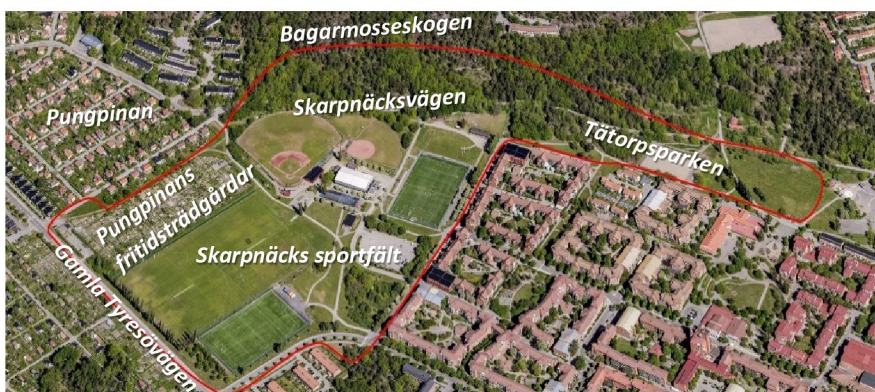 Bagarmosseskogen
Skarpnäcksvägen
Pungpinan
Tätorpsparken
Pungpinans
fritidsträdgårdar
Skarpnäcks sportfält
Gamla Tyresövägen